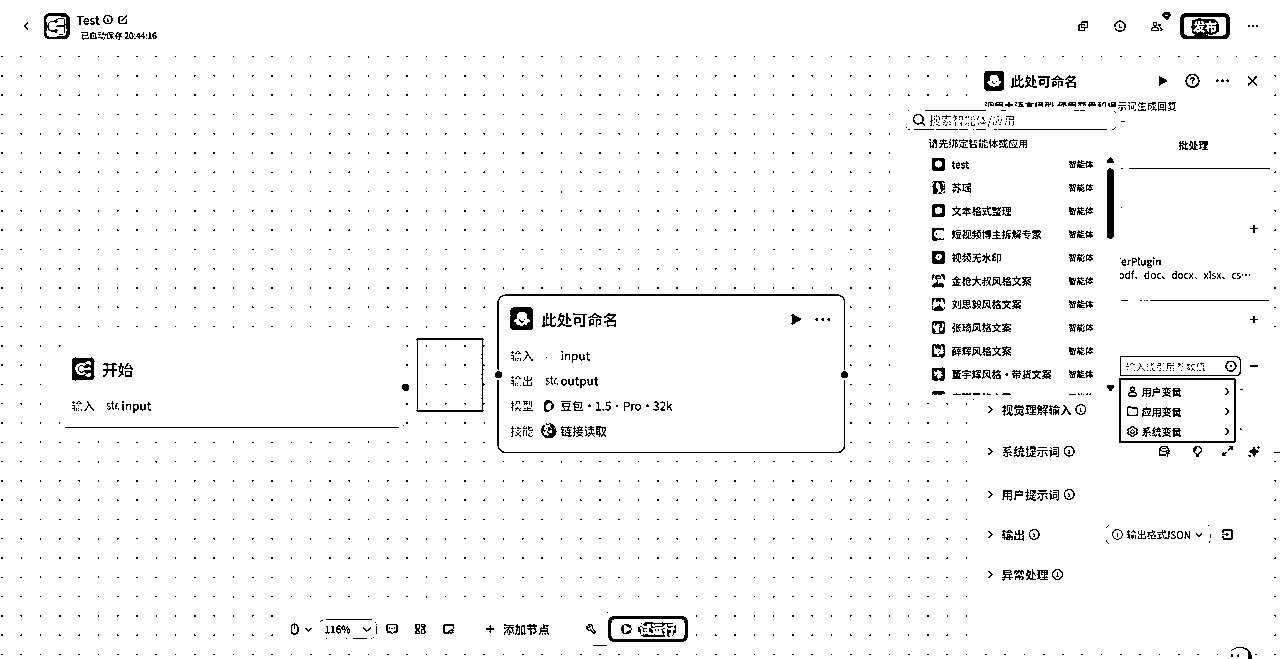 Test
已自动保存 20:44:16
发布
此处可命名
示词生成回复
搜索智能体/应用
请先绑定智能体或应用
批处理
test 智能体
苏瑶 智能体
文本格式整理 智能体
短视频博主拆解专家 智能体
视频无水印 智能体
erPlugin
pdf、doc、docx、xlsx、cs...
金枪大叔风格文案 智能体
刘思毅风格文案 智能体
张琦风格文案 智能体
薛辉风格文案 智能体
董宇辉风格·带货文案 智能体
输入或引用参数值
用户变量
应用变量
系统变量
视觉理解输入
系统提示词
用户提示词
输出
输出格式JSON
异常处理
开始
输入 str. input
此处可命名
输入 input
输出 str. output
模型 豆包·1.5·Pro·32k
技能 链接读取
116%
添加节点
试运行